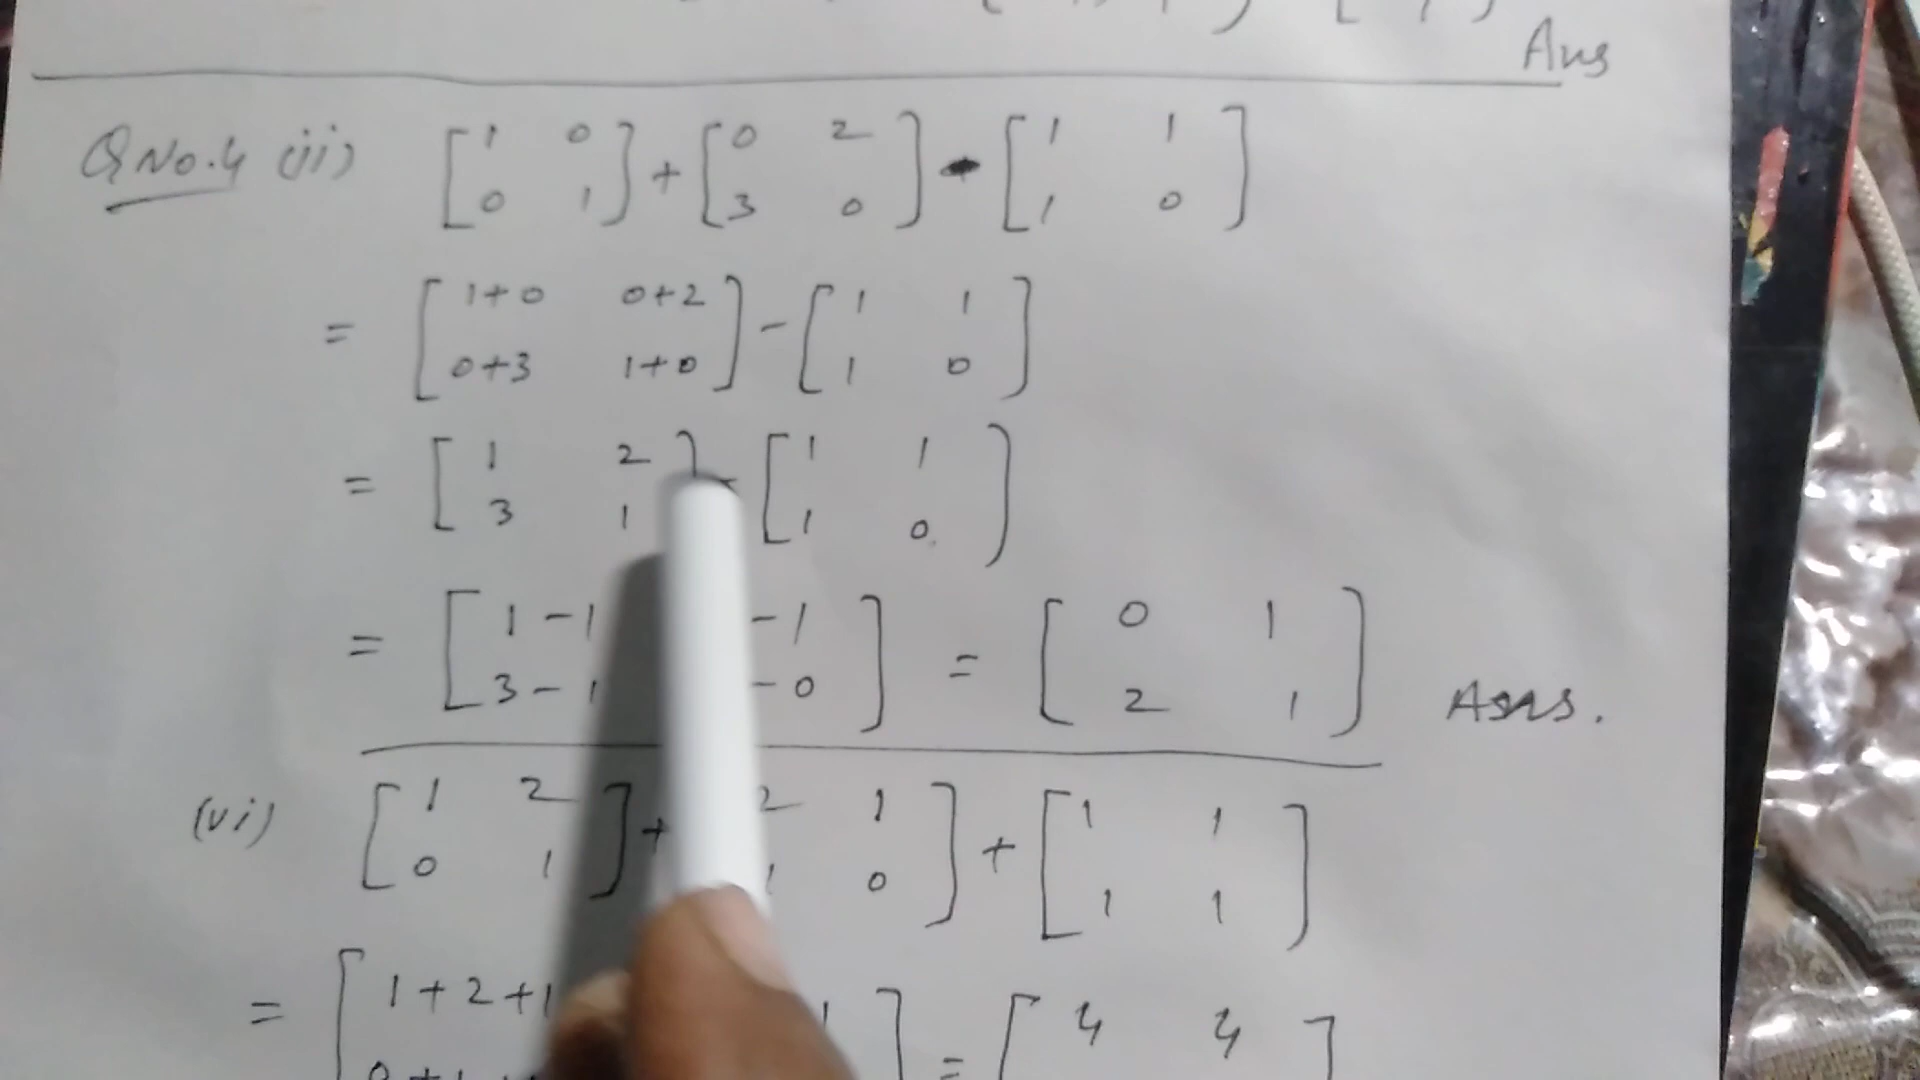 Ans
Q No.4 (ii) [1 0 0 1] + [0 2 3 0] - [1 1 1 0]
= [1+0 0+2 0+3 1+0] - [1 1 1 0]
= [1 2 3 1] - [1 1 1 0]
= [1-1 -1 3-1 -0] = [0 1 2 1] Asns.
(vi) [1 2 0 1] + 2 1 0] + [1 1 1 1]
= [1+2+1 1] = [4 4]